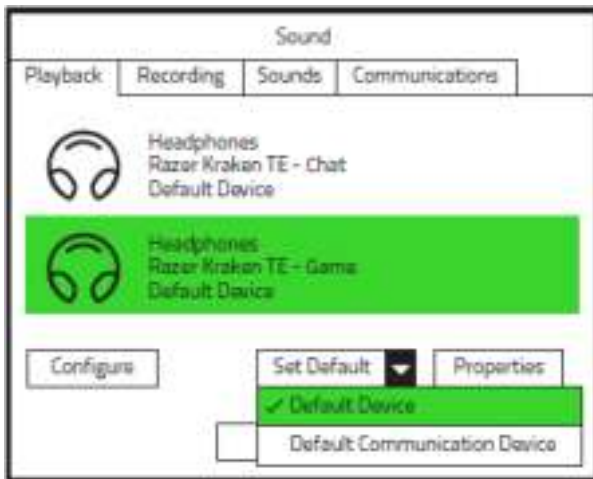 Sound
Playback Recording Sounds Communications
Headphones
Razer Kraken TE - Chat
Default Device
Headphones
Razer Kraken TE - Game
Default Device
Configure Set Default Properties
Default Device
Default Communication Device